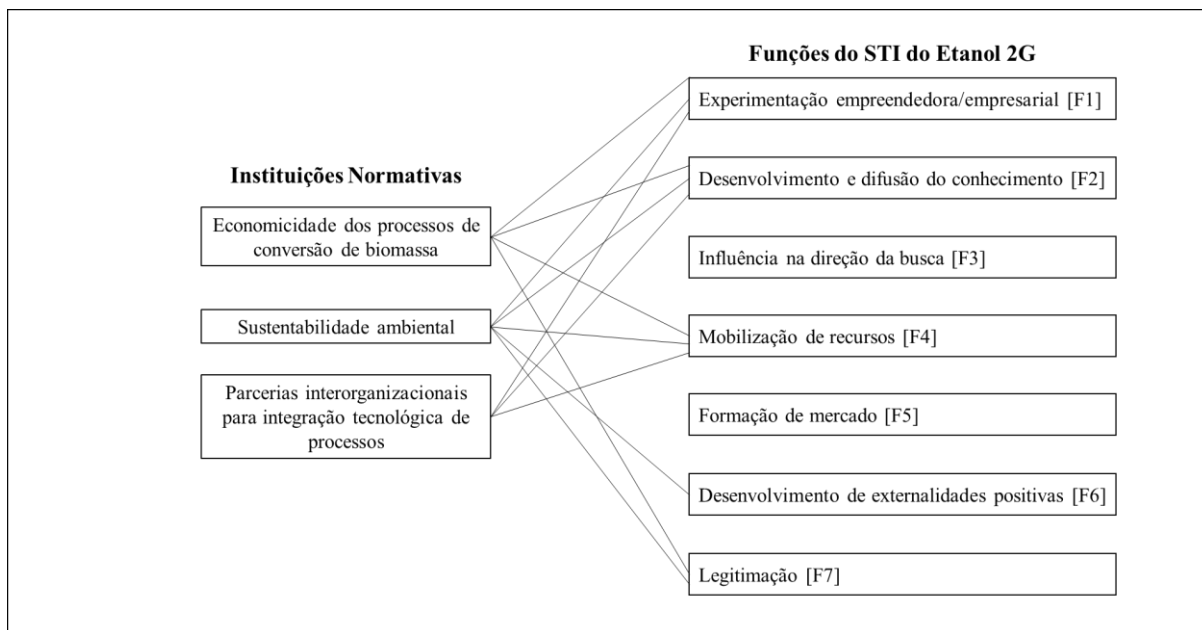 Instituições Normativas
Economicidade dos processos de
conversão de biomassa
Sustentabilidade ambiental
Parcerias interorganizacionais
para integração tecnológica de
processos
Funções do STI do Etanol 2G
Experimentação empreendedora/empresarial [F1]
Desenvolvimento e difusão do conhecimento [F2]
Influência na direção da busca [F3]
Mobilização de recursos [F4]
Formação de mercado [F5]
Desenvolvimento de externalidades positivas [F6]
Legitimação [F7]